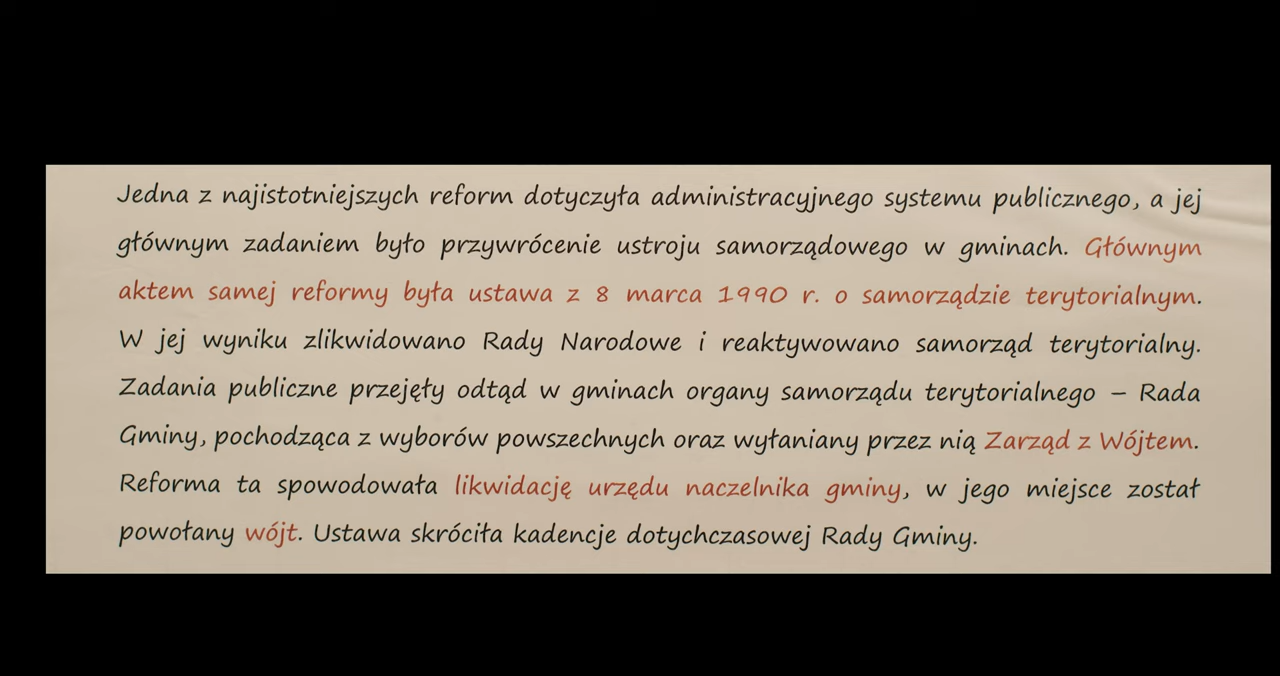 Jedna z najistotniejszych reform dotyczyła administracyjnego systemu publicznego, a jej
głównym zadaniem było przywrócenie ustroju samorządowego w gminach. Głównym
aktem samej reformy była ustawa z 8 marca 1990 r. o samorządzie terytorialnym.
W jej wyniku zlikwidowano Rady Narodowe i reaktywowano samorząd terytorialny.
Zadania publiczne przejęły odtąd w gminach organy samorządu terytorialnego – Rada
Gminy, pochodząca z wyborów powszechnych oraz wyłaniany przez nią Zarząd z Wójtem.
Reforma ta spowodowała likwidację urzędu naczelnika gminy, w jego miejsce został
powołany wójt. Ustawa skróciła kadencje dotychczasowej Rady Gminy.